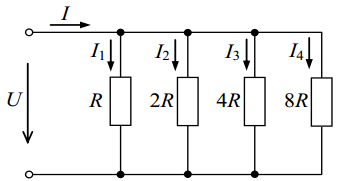 I
I₁ I₂ I₃ I₄
U R 2R 4R 8R